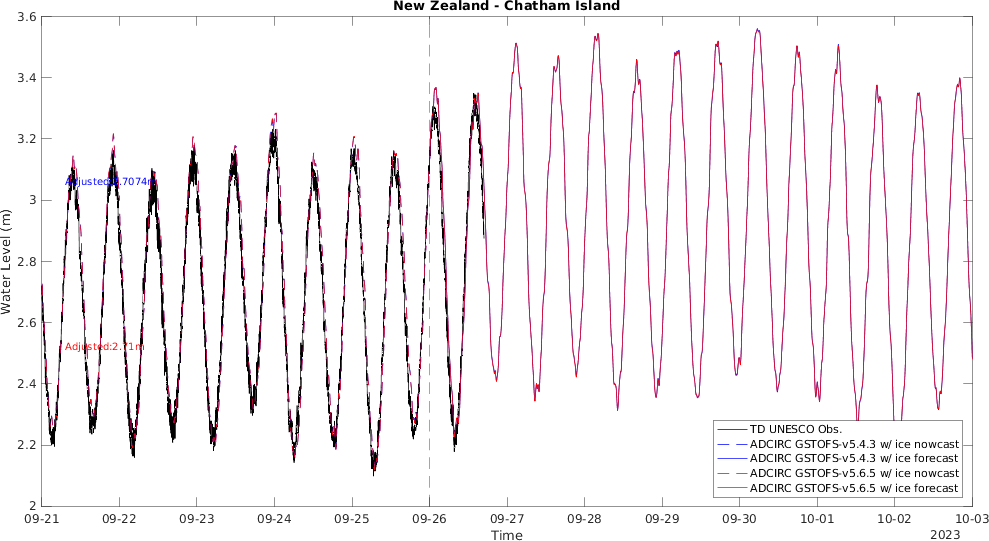 New Zealand - Chatham Island
3.6
3.4
3.2
3
2.8
2.6
2.4
2.2
2
Water Level (m)
Adjusted:2.7074m
Adjusted:2.71m
TD UNESCO Obs.
ADCIRC GSTOFS-v5.4.3 w/ ice nowcast
ADCIRC GSTOFS-v5.4.3 w/ ice forecast
ADCIRC GSTOFS-v5.6.5 w/ ice nowcast
ADCIRC GSTOFS-v5.6.5 w/ ice forecast
09-21 09-22 09-23 09-24 09-25 09-26 09-27 09-28 09-29 09-30 10-01 10-02 10-03
Time
2023